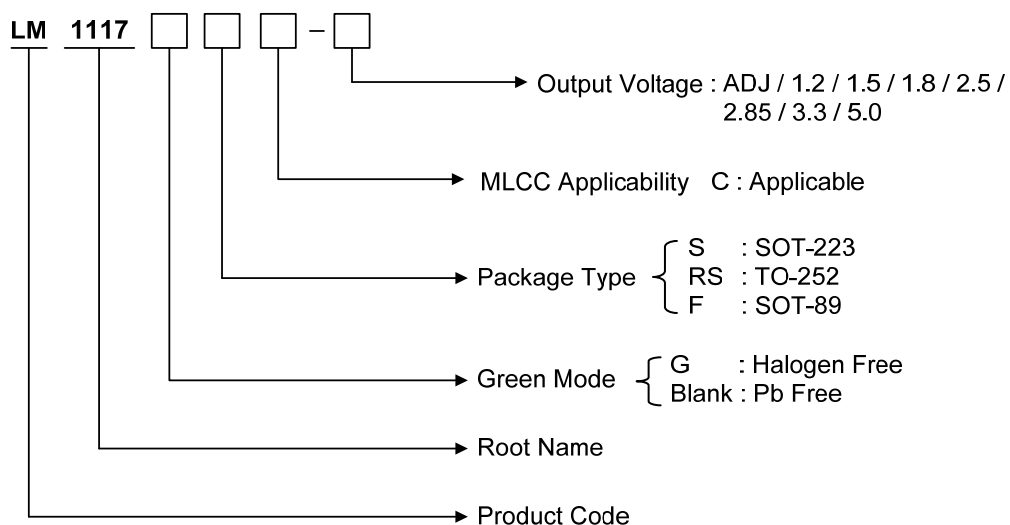 LM 1117 –
Output Voltage : ADJ / 1.2 / 1.5 / 1.8 / 2.5 /
2.85 / 3.3 / 5.0
MLCC Applicability C : Applicable
S : SOT-223
Package Type RS : TO-252
F : SOT-89
G : Halogen Free
Green Mode
Blank : Pb Free
Root Name
Product Code